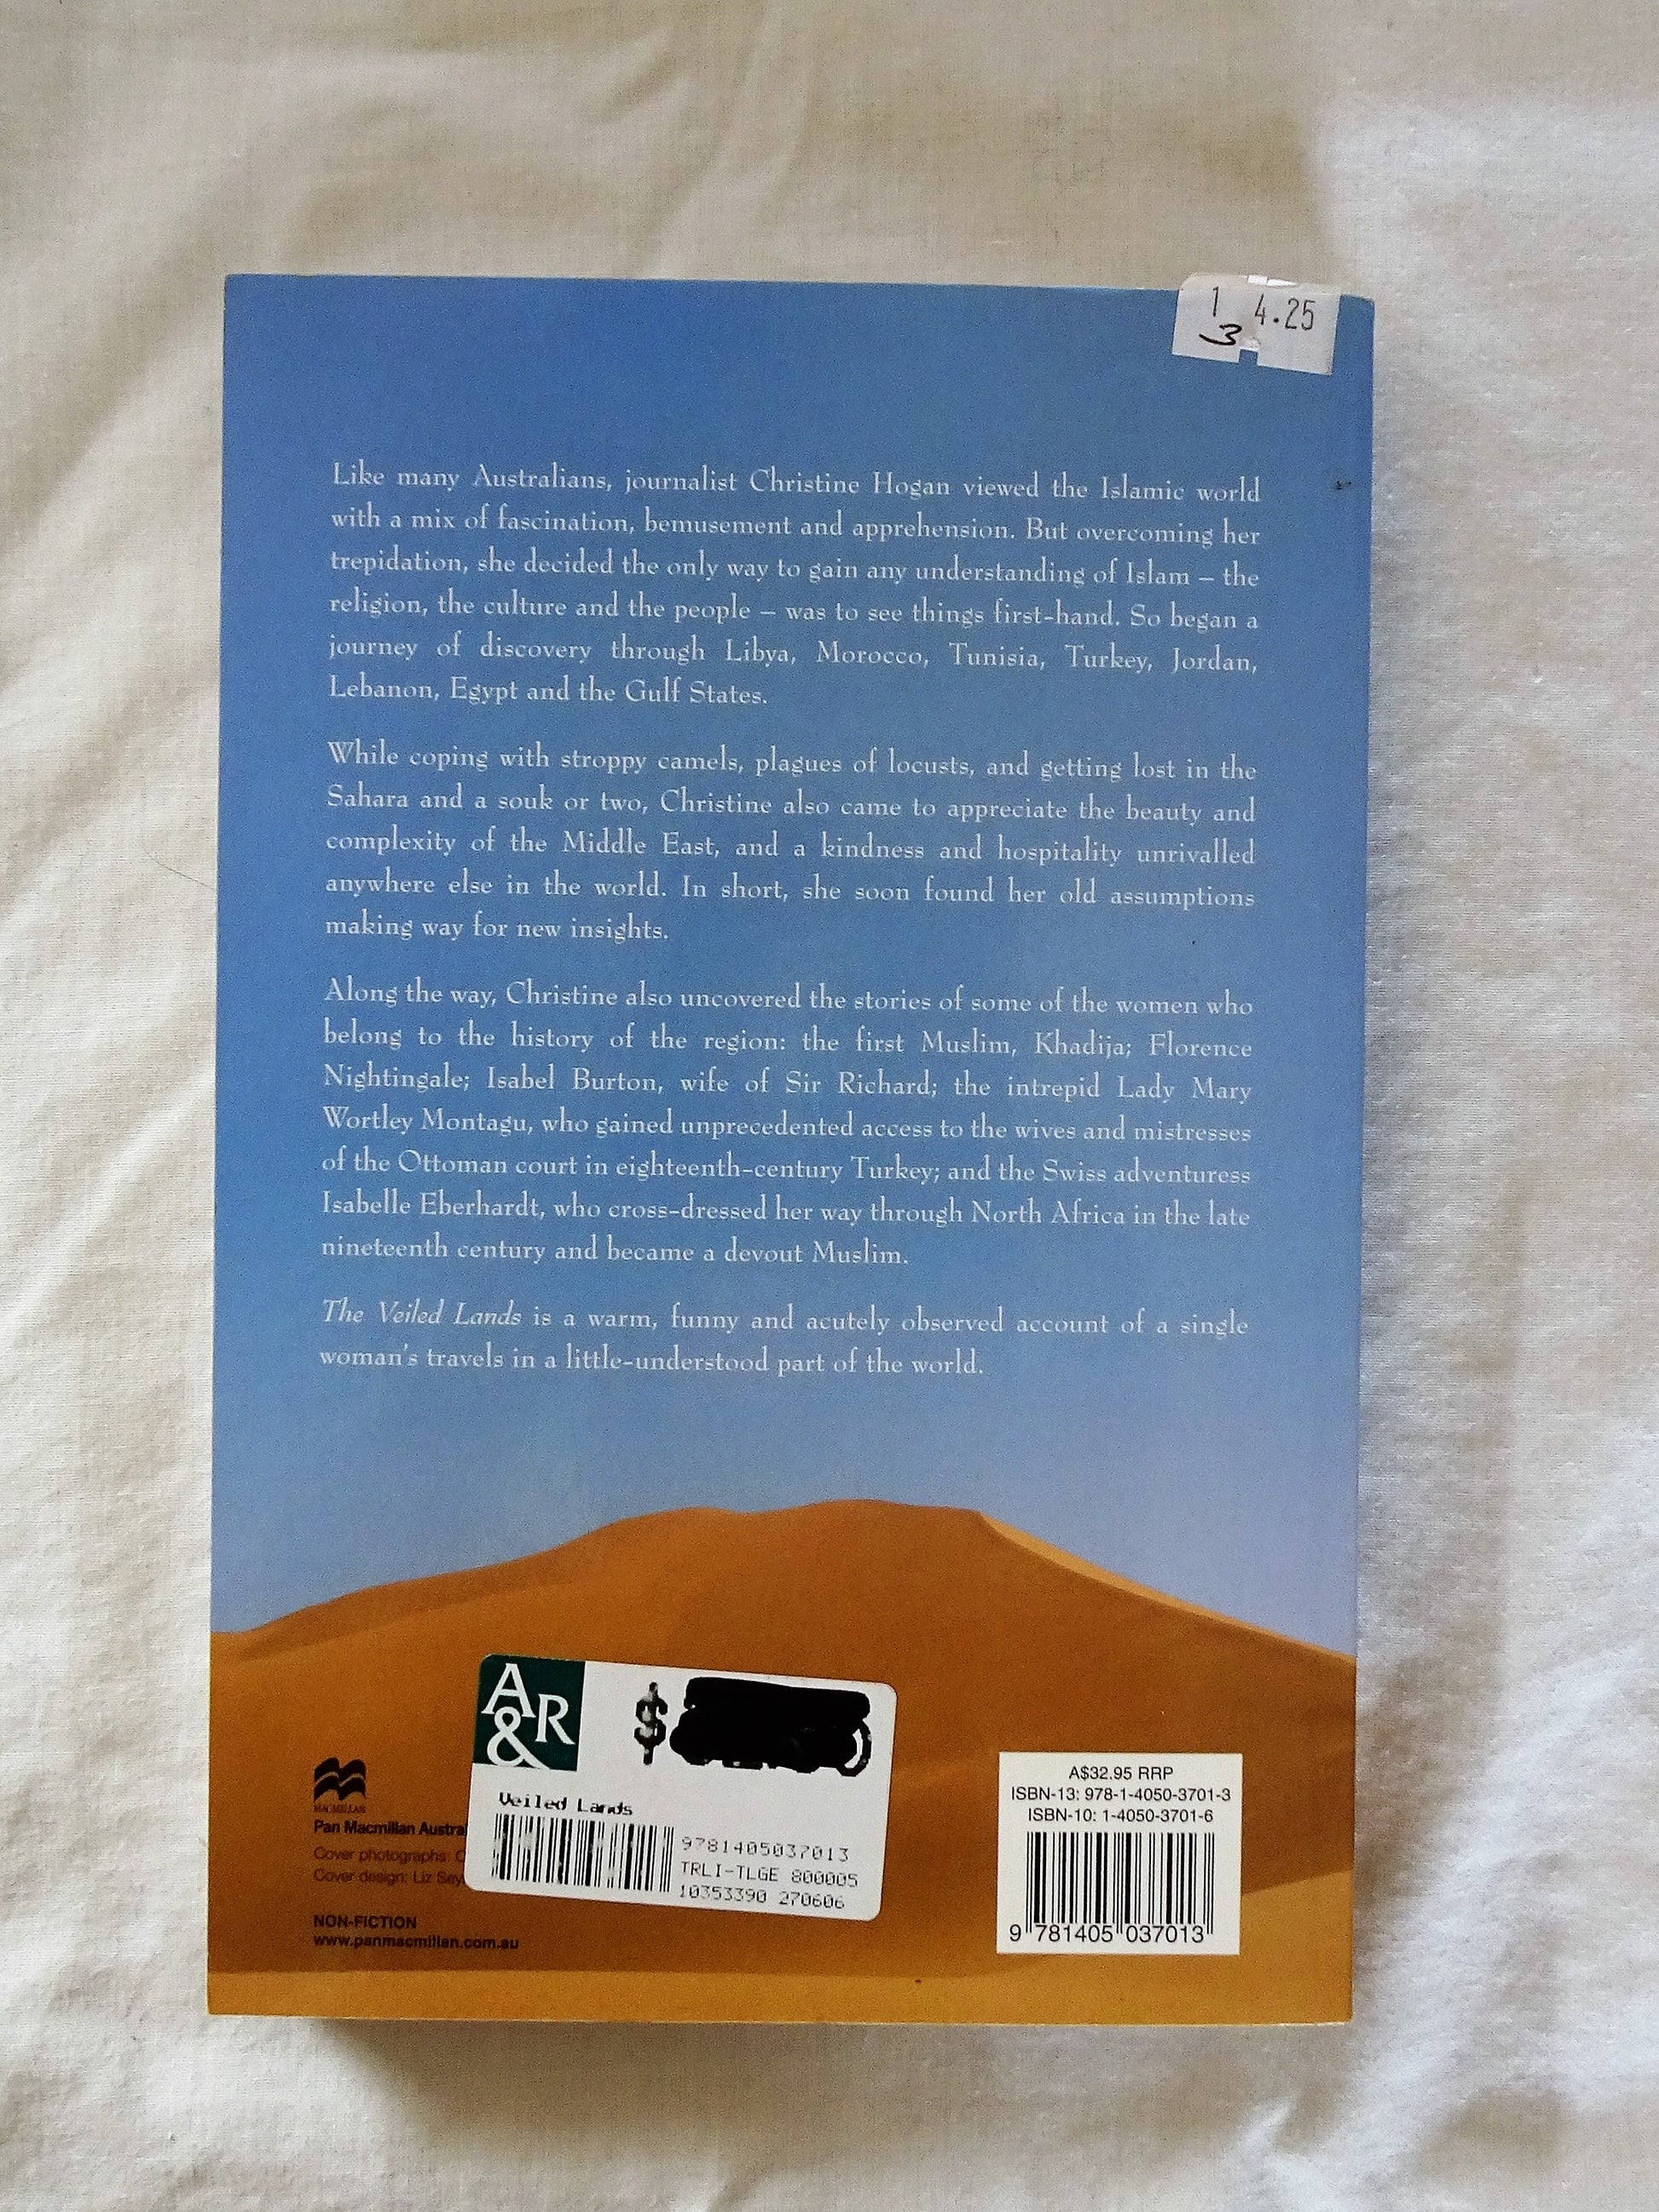 1 4.25
3
Like many Australians, journalist Christine Hogan viewed the Islamic world
with a mix of fascination, bemusement and apprehension. But overcoming her
trepidation, she decided the only way to gain any understanding of Islam – the
religion, the culture and the people – was to see things first-hand. So began a
journey of discovery through Libya, Morocco, Tunisia, Turkey, Jordan,
Lebanon, Egypt and the Gulf States.
While coping with stroppy camels, plagues of locusts, and getting lost in the
Sahara and a souk or two, Christine also came to appreciate the beauty and
complexity of the Middle East, and a kindness and hospitality unrivalled
anywhere else in the world. In short, she soon found her old assumptions
making way for new insights.
Along the way, Christine also uncovered the stories of some of the women who
belong to the history of the region: the first Muslim, Khadija; Florence
Nightingale; Isabel Burton, wife of Sir Richard; the intrepid Lady Mary
Wortley Montagu, who gained unprecedented access to the wives and mistresses
of the Ottoman court in eighteenth-century Turkey; and the Swiss adventuress
Isabelle Eberhardt, who cross-dressed her way through North Africa in the late
nineteenth century and became a devout Muslim.
The Veiled Lands is a warm, funny and acutely observed account of a single
woman's travels in a little-understood part of the world.
A&R
$
Veiled Lands
9781405037013
TRLI-TLGE 800005
10353390 270606
MACMILLAN
Pan Macmillan Austra
Cover photographs:
Cover design: Liz Sey
NON-FICTION
www.panmacmillan.com.au
A$32.95 RRP
ISBN-13: 978-1-4050-3701-3
ISBN-10: 1-4050-3701-6
9 781405 037013